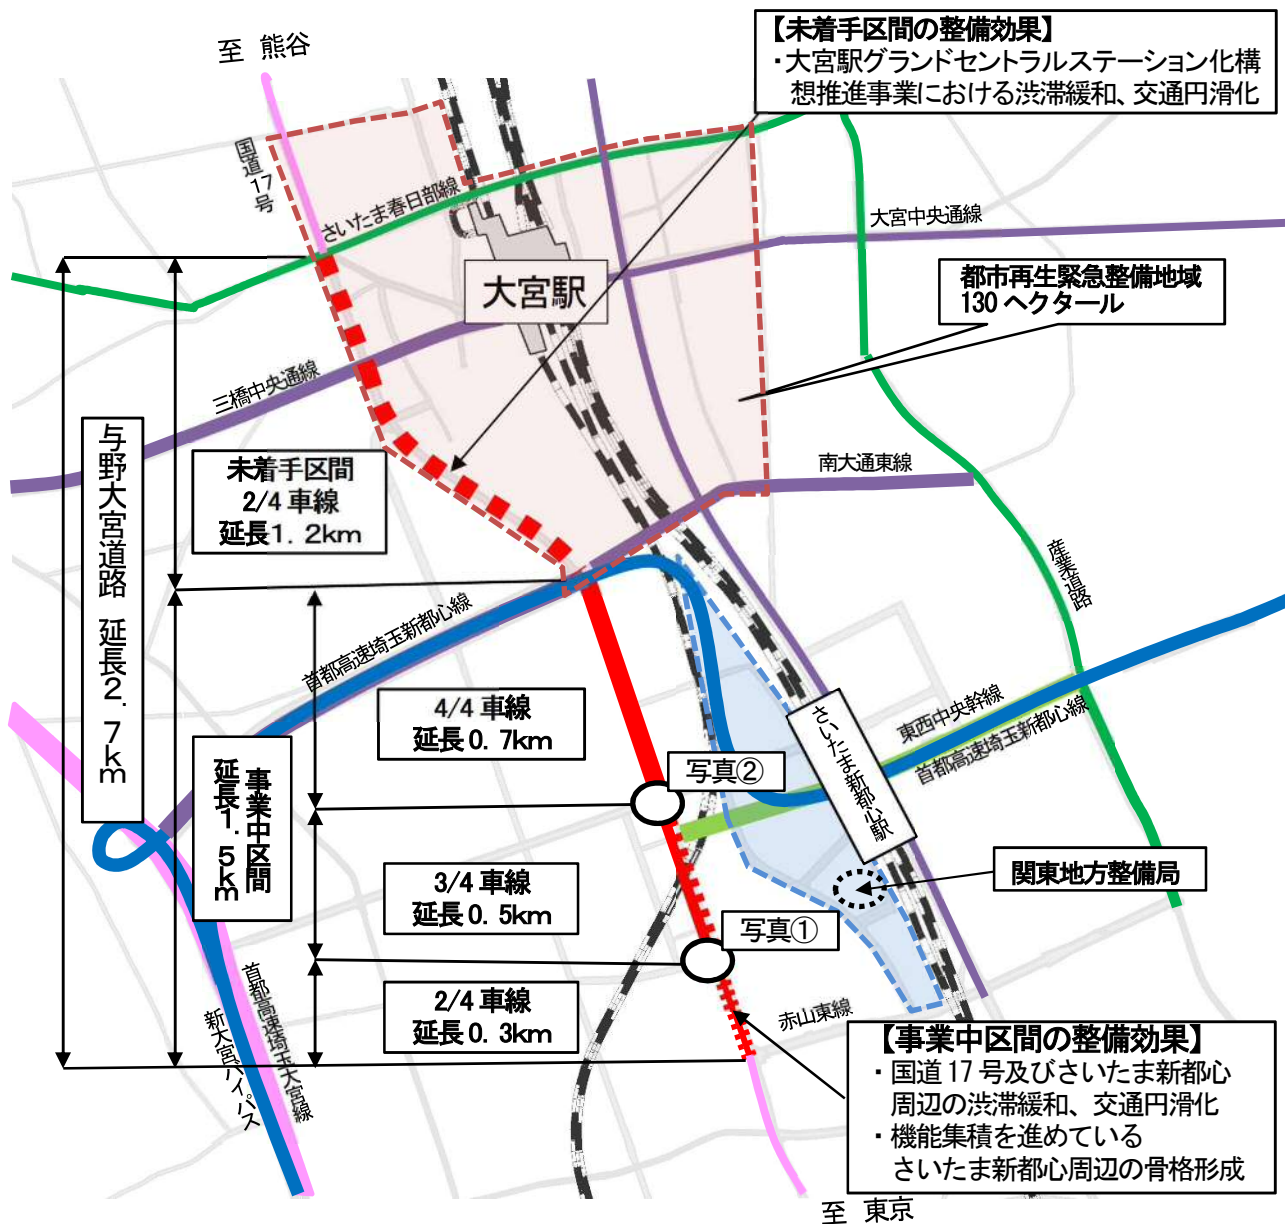 至 熊谷
【未着手区間の整備効果】
・大宮駅グランドセントラルステーション化構
想推進事業における渋滞緩和、交通円滑化
国道17号
さいたま春日部線
大宮中央通線
大宮駅
都市再生緊急整備地域
130 ヘクタール
三橋中央通線
与野大宮道路 延長2．7km
未着手区間
2/4 車線
延長1．2km
南大通東線
産業道路
首都高速埼玉新都心線
4/4 車線
延長0．7km
さいたま新都心駅
東西中央幹線
首都高速埼玉新都心線
写真②
事業中区間
延長1．5km
3/4 車線
延長0．5km
関東地方整備局
写真①
2/4 車線
延長0．3km
赤山東線
首都高速埼玉大宮線
新大宮バイパス
【事業中区間の整備効果】
・国道17号及びさいたま新都心
周辺の渋滞緩和、交通円滑化
・機能集積を進めている
さいたま新都心周辺の骨格形成
至 東京